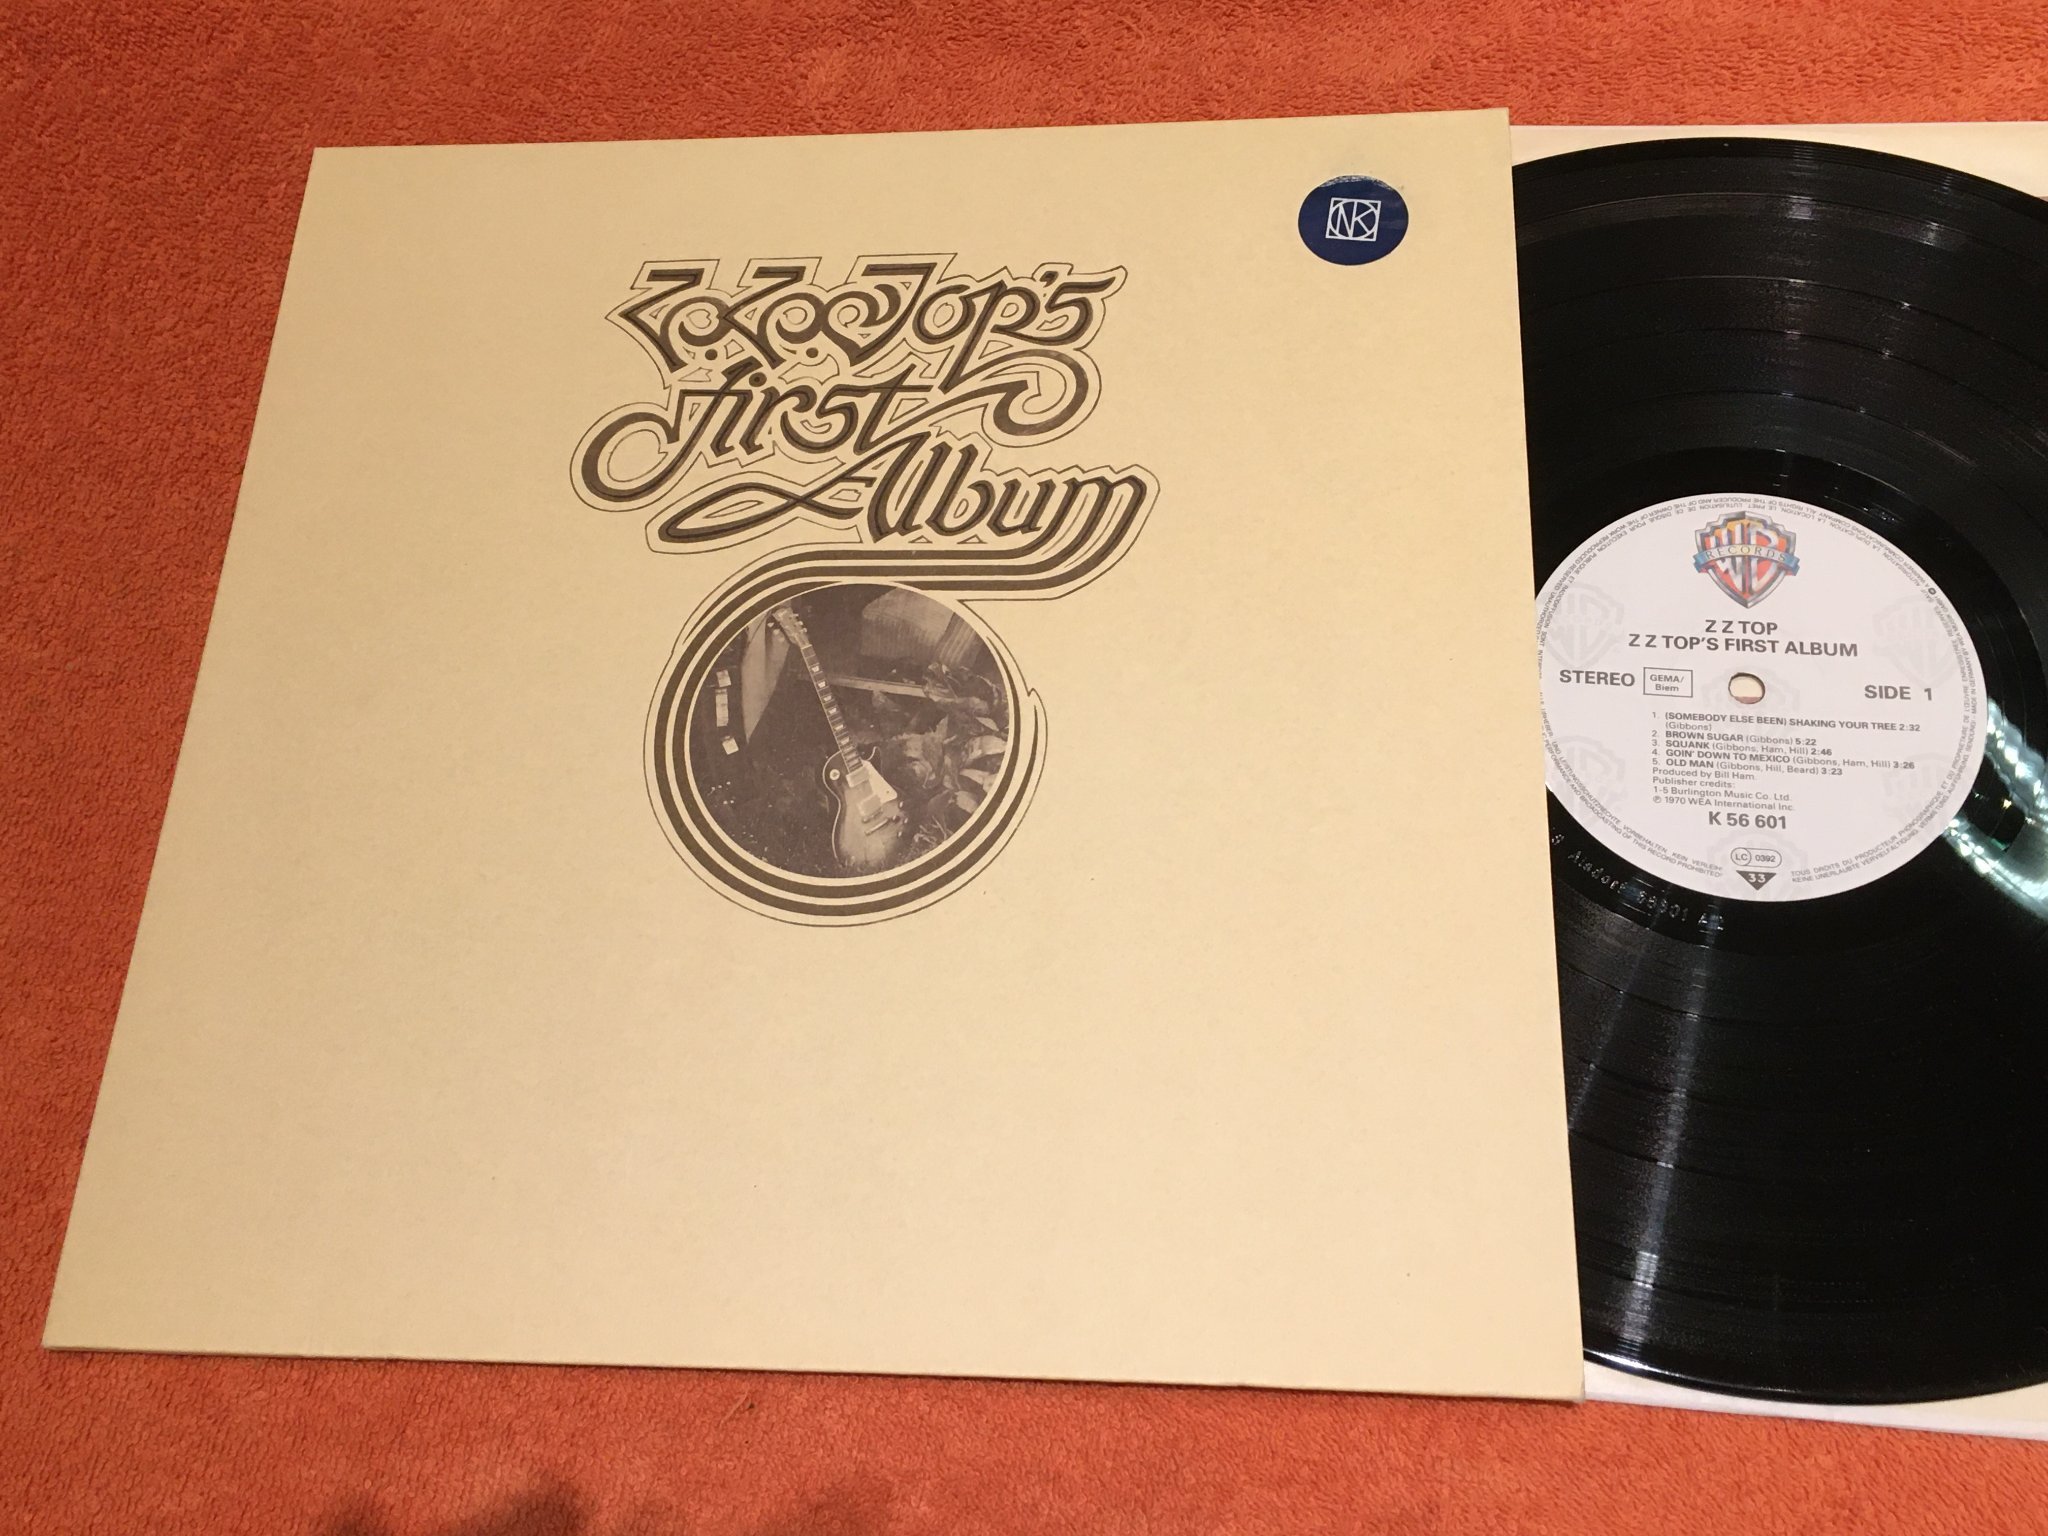 Z.Z. Top's
first
Album
NK
W B
RECORDS
Z Z TOP
Z Z TOP'S FIRST ALBUM
STEREO
GEMA/
Biem
SIDE 1
1. (SOMEBODY ELSE BEEN) SHAKING YOUR TREE 2:32
(Gibbons)
2. BROWN SUGAR (Gibbons) 5:22
3. SQUANK (Gibbons, Ham, Hill) 2:46
4. GOIN' DOWN TO MEXICO (Gibbons, Ham, Hill) 3:26
5. OLD MAN (Gibbons, Hill, Beard) 3:23
Produced by Bill Ham
Publisher credits:
1-5 Burlington Music Co. Ltd.
℗ 1970 WEA International Inc.
K 56 601
LC 0392
33